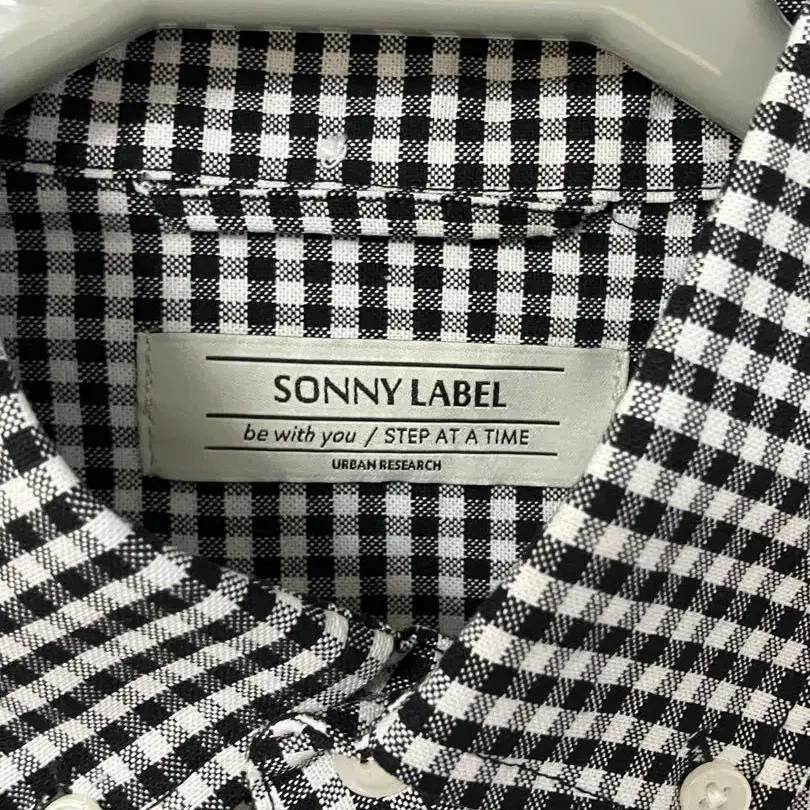 SONNY LABEL
be with you / STEP AT A TIME
URBAN RESEARCH